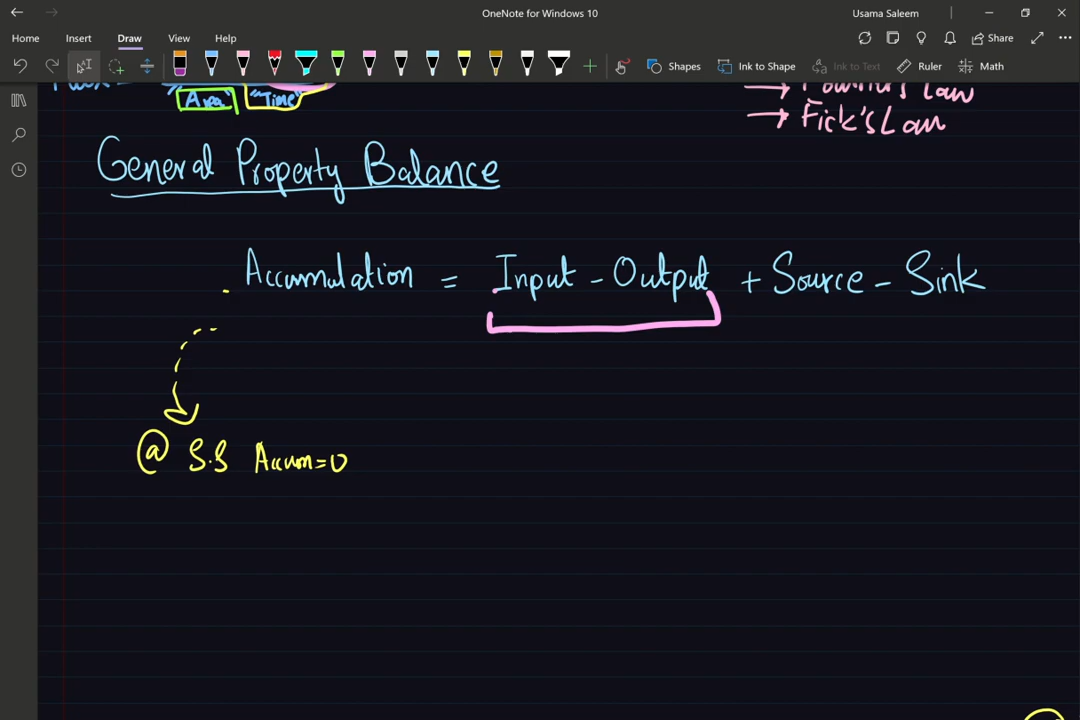 OneNote for Windows 10
Usama Saleem
Home Insert Draw View Help
Share
Shapes Ink to Shape Ink to Text Ruler Math
"Area" "Time"
Law
→ Fick's Law
General Property Balance
Accumulation = Input - Output + Source - Sink
@ S.S Accum=0